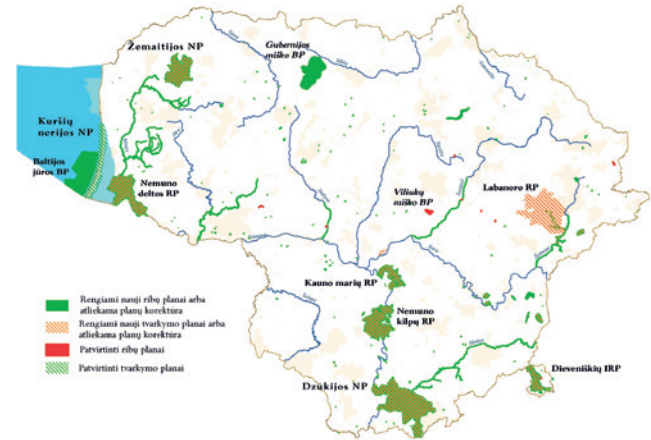 Žemaitijos NP
Gubernijos
miško BP
Kuršių
nerijos NP
Baltijos
jūros BP
Nemuno
deltos RP
Viliukų
miško BP
Labanoro RP
Kauno marių RP
Nemuno
kilpų RP
Dieveniškių IRP
Dzūkijos NP
Rengiami nauji ribų planai arba
atliekama planų korektūra
Rengiami nauji tvarkymo planai arba
atliekama planų korektūra
Patvirtinti ribų planai
Patvirtinti tvarkymo planai